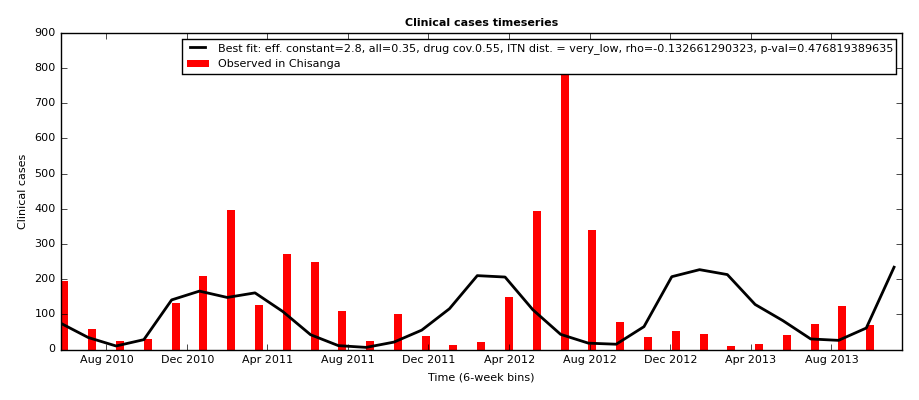 Clinical cases timeseries
Best fit: eff. constant=2.8, all=0.35, drug cov.0.55, ITN dist. = very_low, rho=-0.132661290323, p-val=0.476819389635
Observed in Chisanga
900
800
700
600
500
400
300
200
100
0
Clinical cases
Aug 2010 Dec 2010 Apr 2011 Aug 2011 Dec 2011 Apr 2012 Aug 2012 Dec 2012 Apr 2013 Aug 2013
Time (6-week bins)